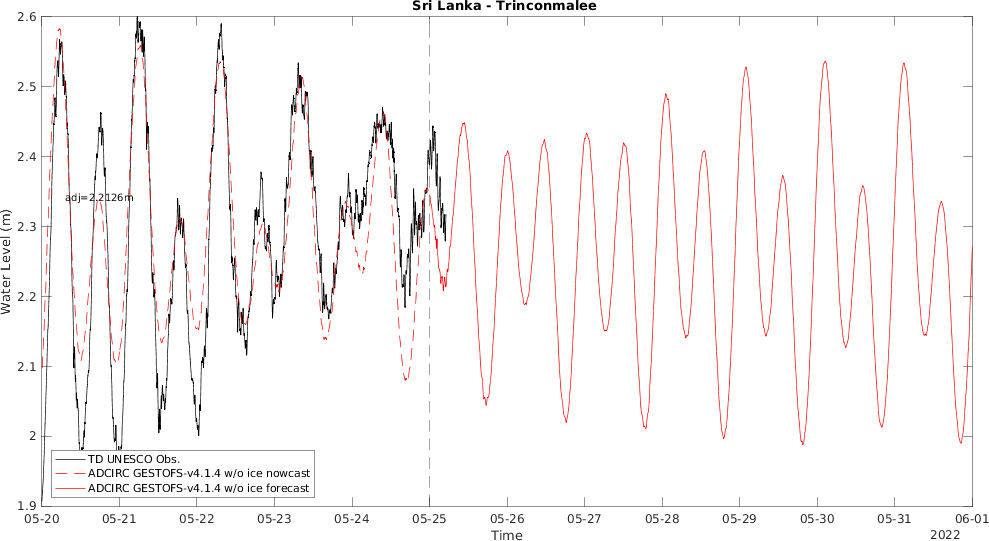 Sri Lanka - Trinconmalee
2.6
2.5
2.4
2.3
2.2
2.1
2
1.9
Water Level (m)
adj=2.2126m
TD UNESCO Obs.
ADCIRC GESTOFS-v4.1.4 w/o ice nowcast
ADCIRC GESTOFS-v4.1.4 w/o ice forecast
05-20 05-21 05-22 05-23 05-24 05-25 05-26 05-27 05-28 05-29 05-30 05-31 06-01
Time
2022